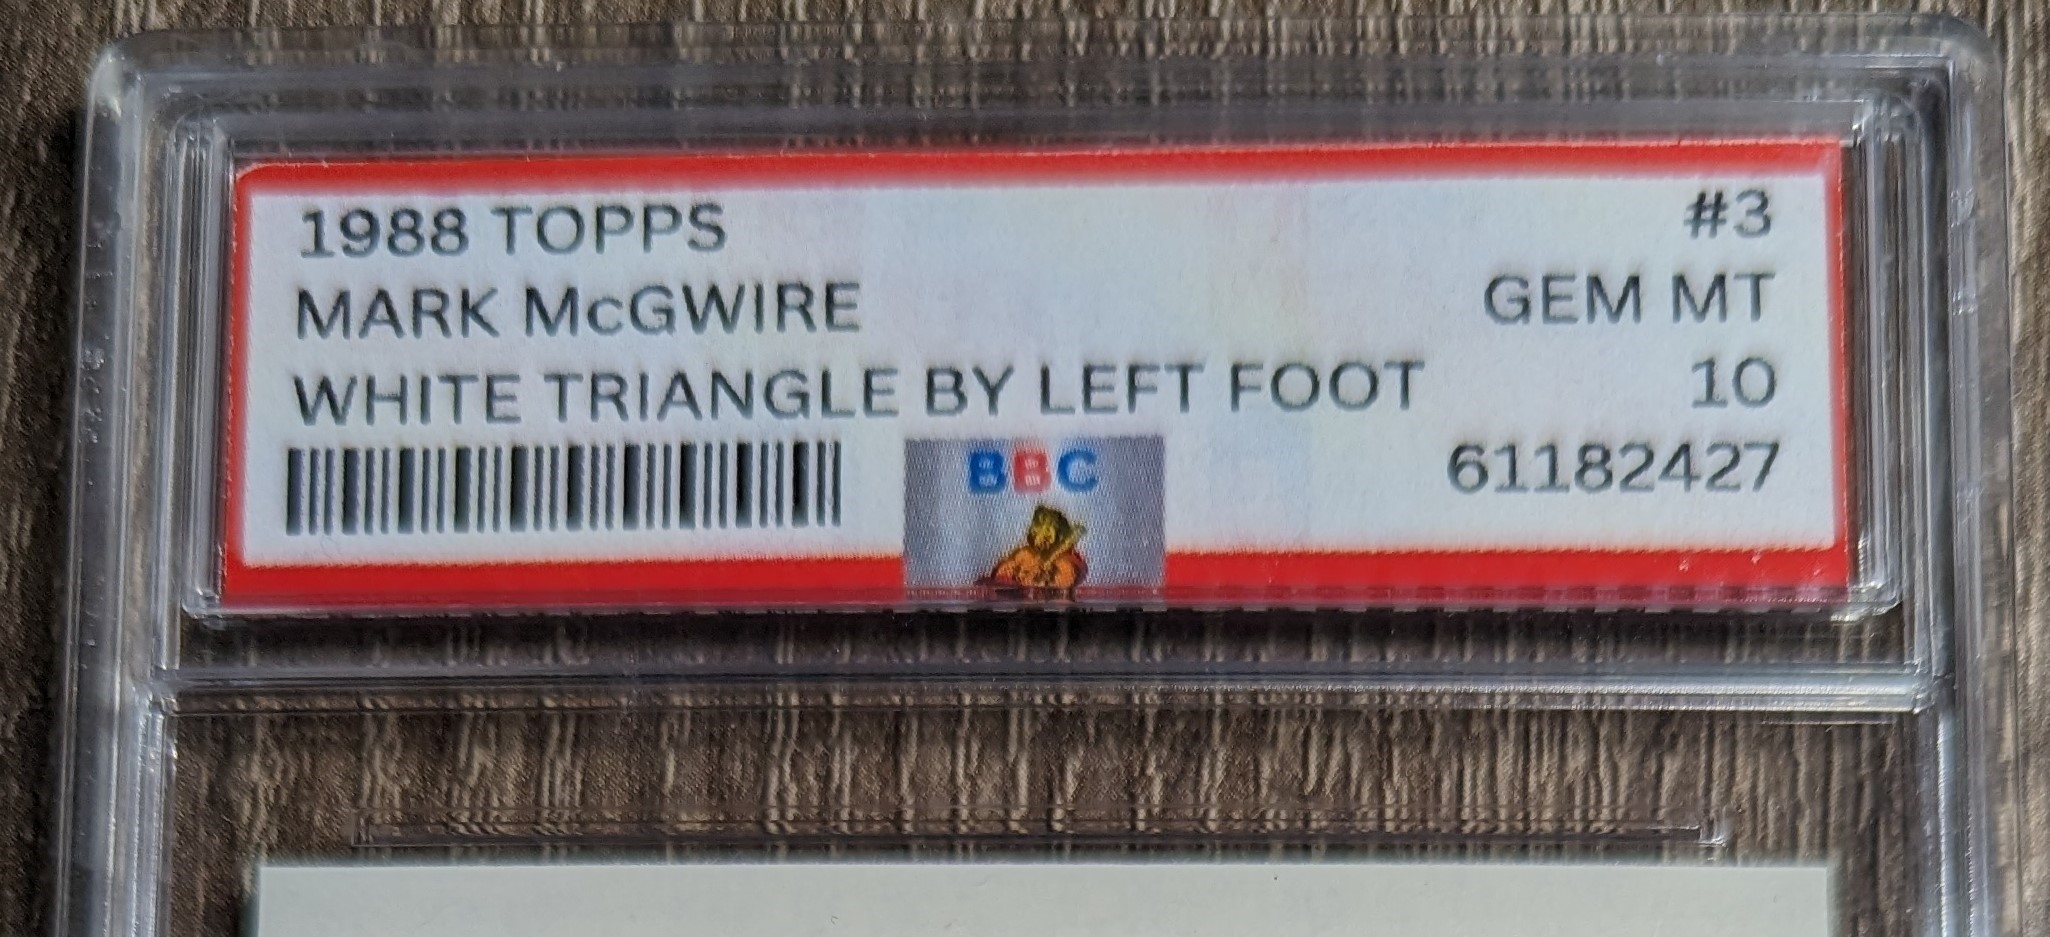 1988 TOPPS #3
MARK McGWIRE GEM MT
WHITE TRIANGLE BY LEFT FOOT 10
BBC 61182427